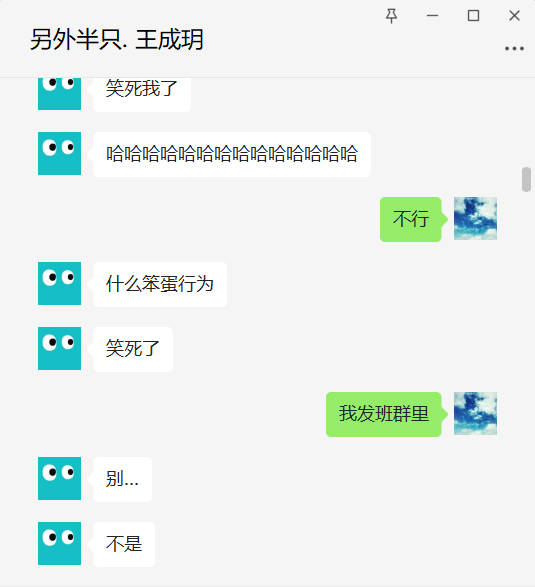 另外半只. 王成玥
笑死我了
哈哈哈哈哈哈哈哈哈哈哈哈哈哈
不行
什么笨蛋行为
笑死了
我发班群里
别...
不是